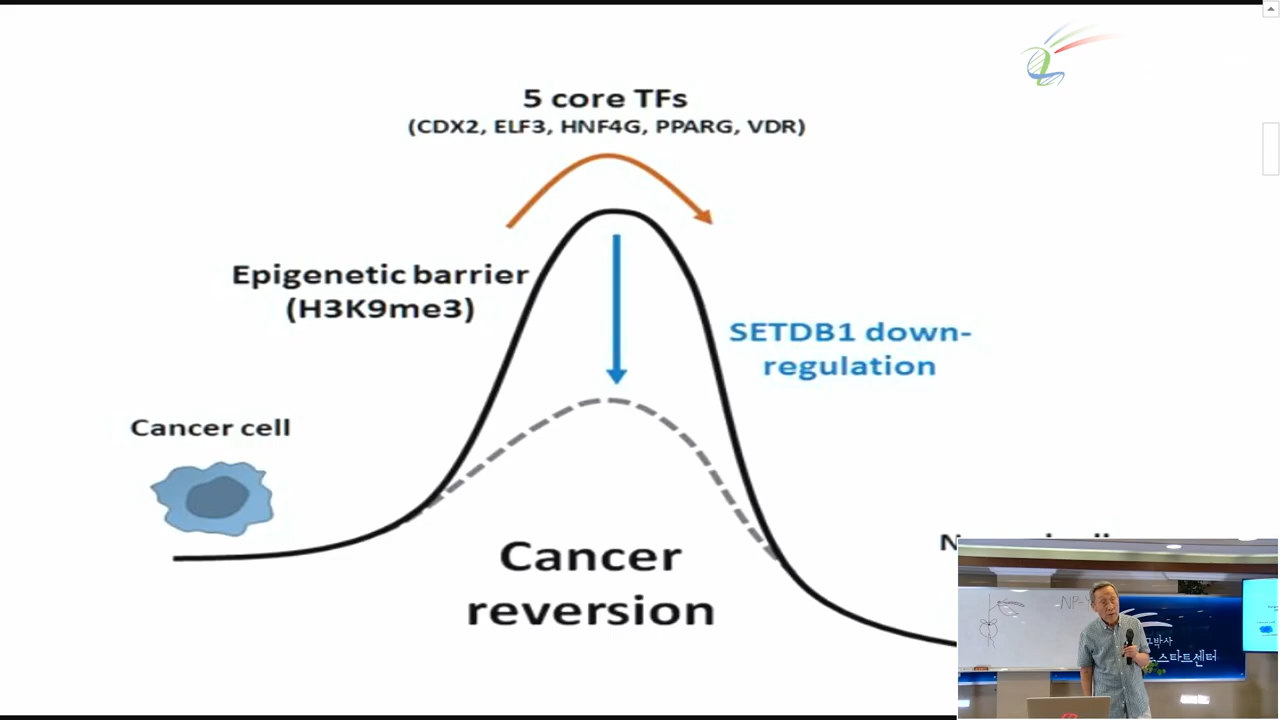 5 core TFs
(CDX2, ELF3, HNF4G, PPARG, VDR)
Epigenetic barrier
(H3K9me3)
SETDB1 down-
regulation
Cancer cell
Cancer
reversion
NP-
스타트센터